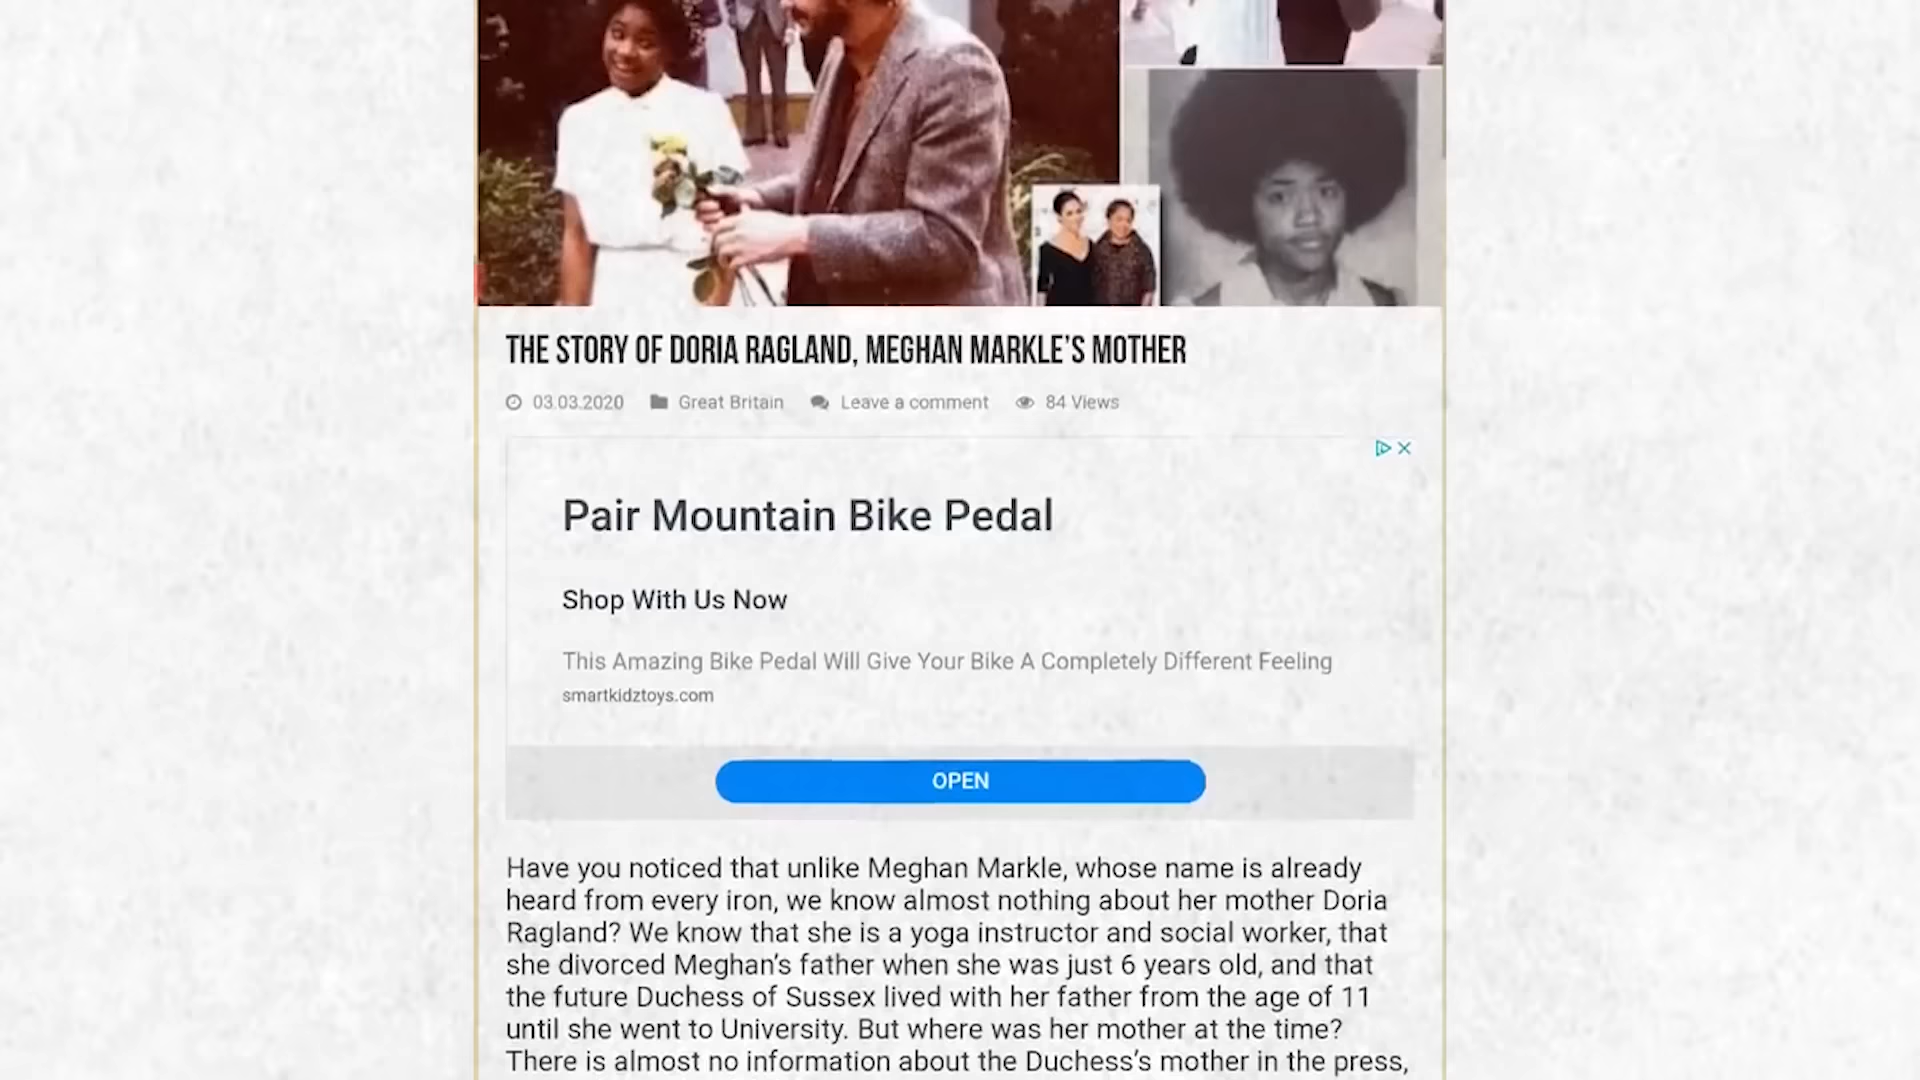 THE STORY OF DORIA RAGLAND, MEGHAN MARKLE'S MOTHER
03.03.2020 Great Britain Leave a comment 84 Views
Pair Mountain Bike Pedal
Shop With Us Now
This Amazing Bike Pedal Will Give Your Bike A Completely Different Feeling
smartkidztoys.com
OPEN
Have you noticed that unlike Meghan Markle, whose name is already
heard from every iron, we know almost nothing about her mother Doria
Ragland? We know that she is a yoga instructor and social worker, that
she divorced Meghan’s father when she was just 6 years old, and that
the future Duchess of Sussex lived with her father from the age of 11
until she went to University. But where was her mother at the time?
There is almost no information about the Duchess’s mother in the press,